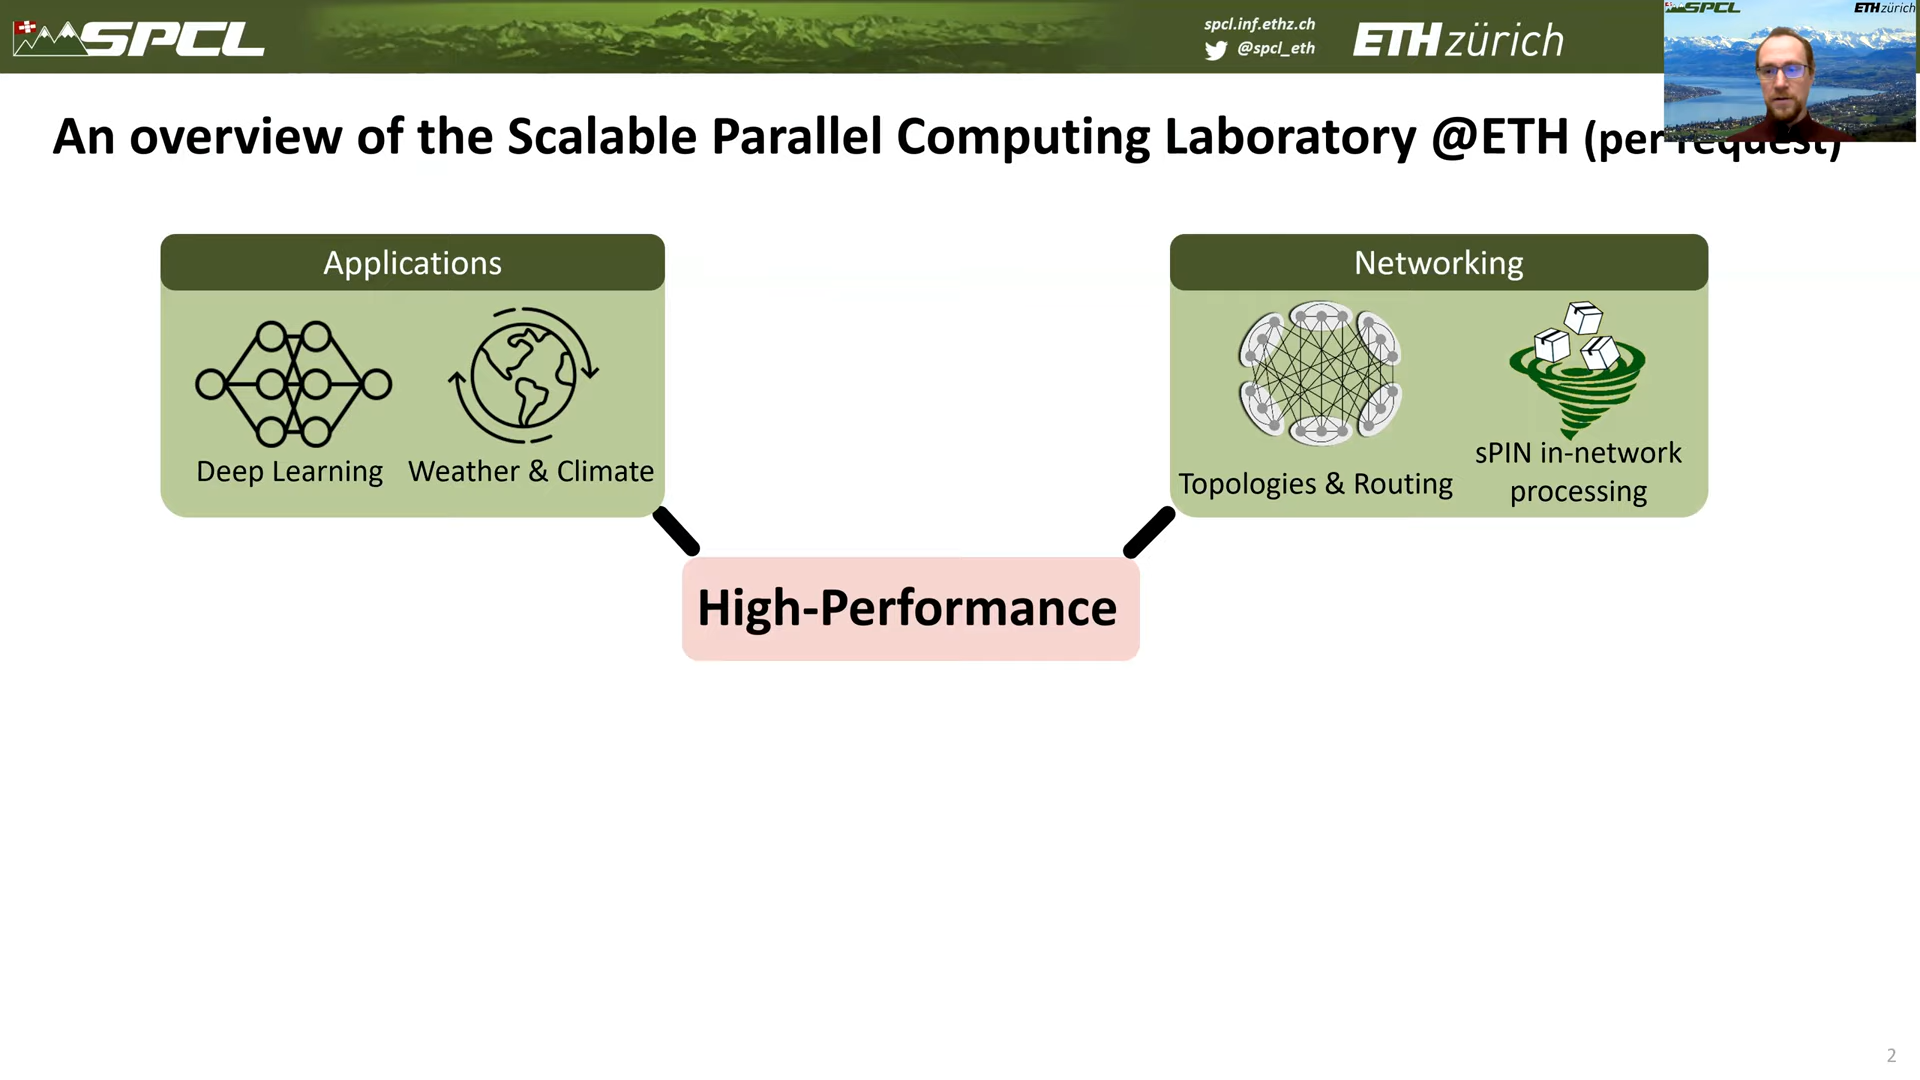 SPCL
spcl.inf.ethz.ch
@spcl_eth
ETH zürich
SPCL
ETH zürich
An overview of the Scalable Parallel Computing Laboratory @ETH (per request)
Applications
Deep Learning
Weather & Climate
Networking
Topologies & Routing
sPIN in-network
processing
High-Performance
2